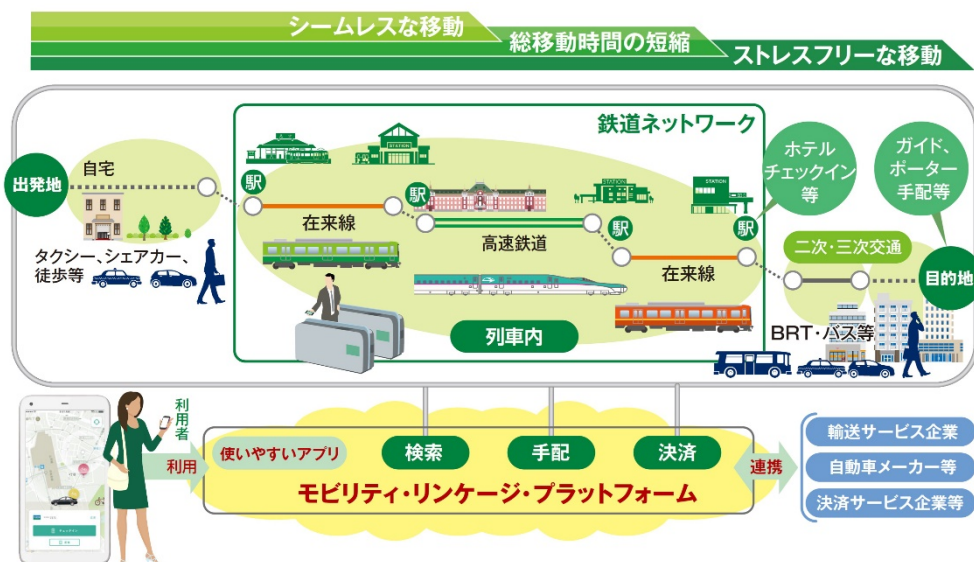 シームレスな移動
総移動時間の短縮
ストレスフリーな移動
鉄道ネットワーク
ホテル
チェックイン
等
ガイド、
ポーター
手配等
出発地
自宅
タクシー、シェアカー、
徒歩等
駅
STATION
在来線
駅
高速鉄道
STATION
駅
STATION
駅
在来線
列車内
二次・三次交通
目的地
BRT・バス等
利用者
利用
使いやすいアプリ
検索
手配
決済
モビリティ・リンケージ・プラットフォーム
連携
輸送サービス企業
自動車メーカー等
決済サービス企業等